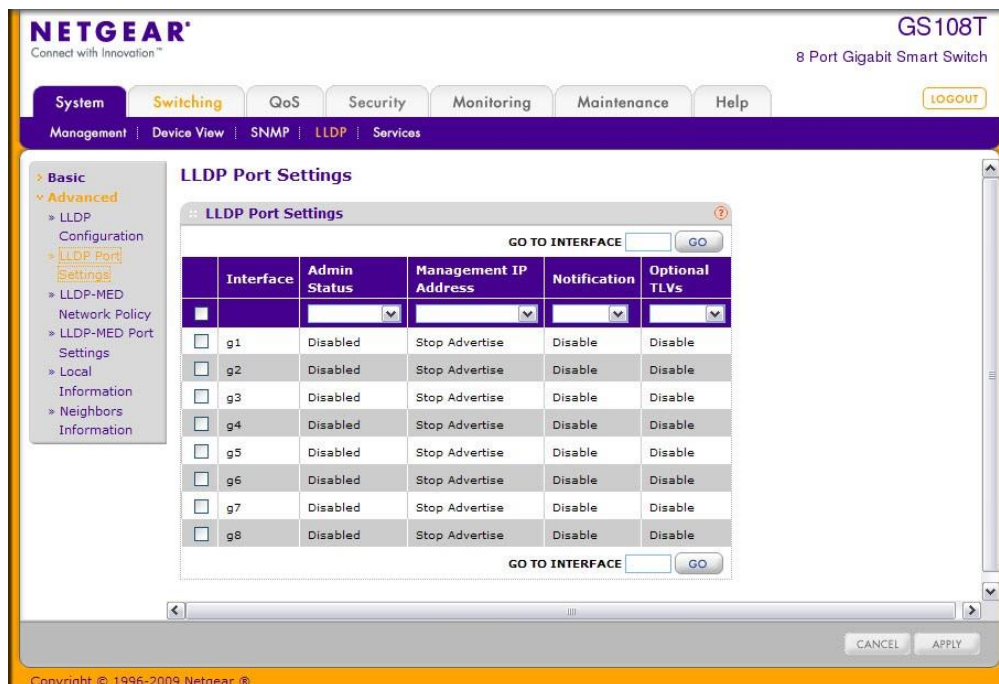 NETGEAR®
Connect with Innovation™
GS108T
8 Port Gigabit Smart Switch
System Switching QoS Security Monitoring Maintenance Help LOGOUT
Management Device View SNMP LLDP Services
Basic
Advanced
» LLDP
Configuration
» LLDP Port
Settings
» LLDP-MED
Network Policy
» LLDP-MED Port
Settings
» Local
Information
» Neighbors
Information
LLDP Port Settings
LLDP Port Settings ?
GO TO INTERFACE GO
Interface Admin Status Management IP Address Notification Optional TLVs
g1 Disabled Stop Advertise Disable Disable
g2 Disabled Stop Advertise Disable Disable
g3 Disabled Stop Advertise Disable Disable
g4 Disabled Stop Advertise Disable Disable
g5 Disabled Stop Advertise Disable Disable
g6 Disabled Stop Advertise Disable Disable
g7 Disabled Stop Advertise Disable Disable
g8 Disabled Stop Advertise Disable Disable
GO TO INTERFACE GO
CANCEL APPLY
Copyright © 1996-2009 Netgear ®